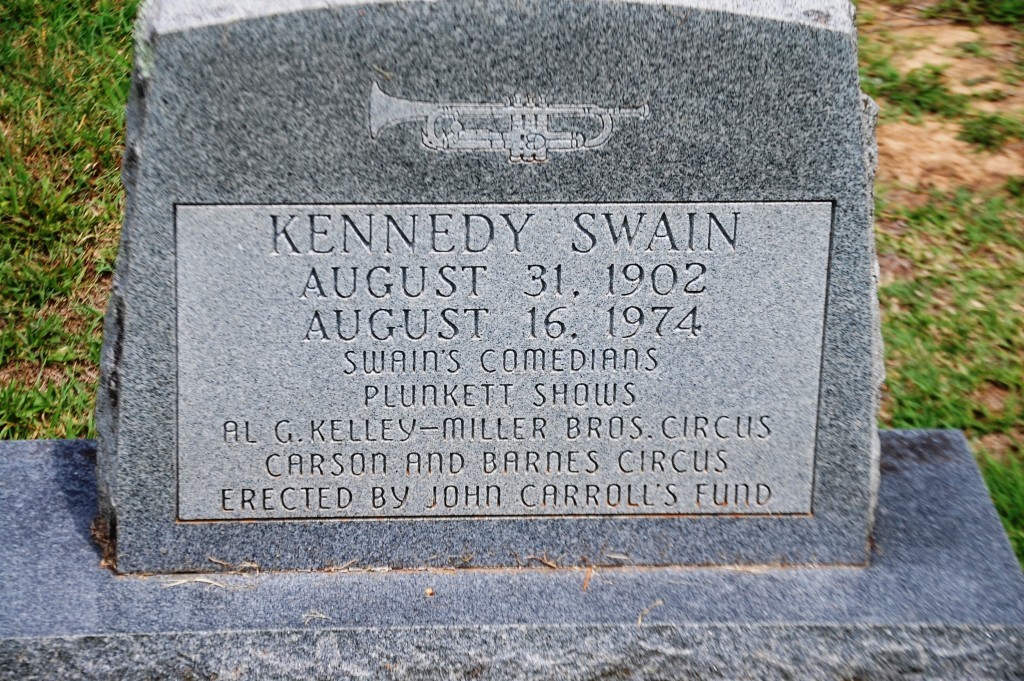 KENNEDY SWAIN
AUGUST 31, 1902
AUGUST 16, 1974
SWAIN'S COMEDIANS
PLUNKETT SHOWS
AL G. KELLEY-MILLER BROS. CIRCUS
CARSON AND BARNES CIRCUS
ERECTED BY JOHN CARROLL'S FUND